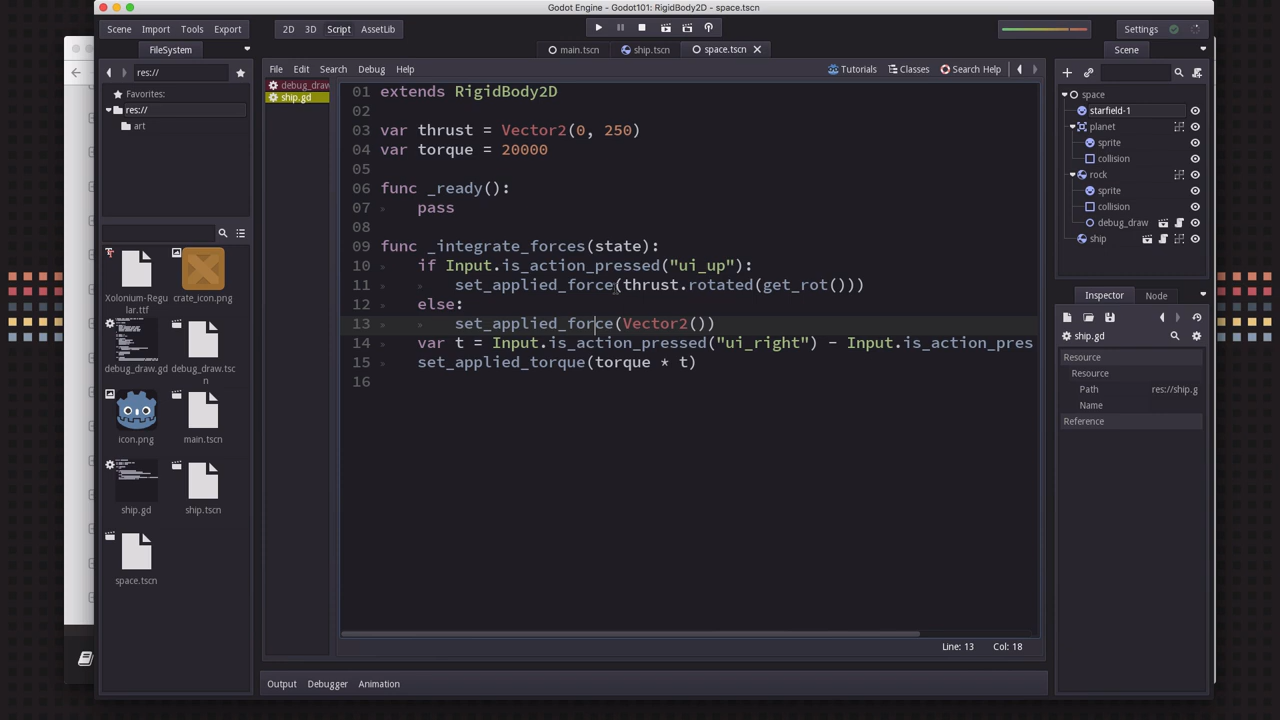 Godot Engine - Godot101: RigidBody2D - space.tscn
Scene Import Tools Export
2D 3D Script AssetLib
Settings
FileSystem
main.tscn ship.tscn space.tscn
Scene
res://
File Edit Search Debug Help
Tutorials Classes Search Help
Favorites:
res://
art
debug_draw
ship.gd
01 extends RigidBody2D
02
03 var thrust = Vector2(0, 250)
04 var torque = 20000
05
06 func _ready():
07 pass
08
09 func _integrate_forces(state):
10 if Input.is_action_pressed("ui_up"):
11 set_applied_force(thrust.rotated(get_rot()))
12 else:
13 set_applied_force(Vector2())
14 var t = Input.is_action_pressed("ui_right") - Input.is_action_pres
15 set_applied_torque(torque * t)
16
Line: 13 Col: 18
space
starfield-1
planet
sprite
collision
rock
sprite
collision
debug_draw
ship
Inspector Node
ship.gd
Resource
Resource
Path res://ship.g
Name
Reference
Xolonium-Regu
lar.ttf
crate_icon.png
debug_draw.gd
debug_draw.tsc
n
icon.png
main.tscn
ship.gd
ship.tscn
space.tscn
Output Debugger Animation